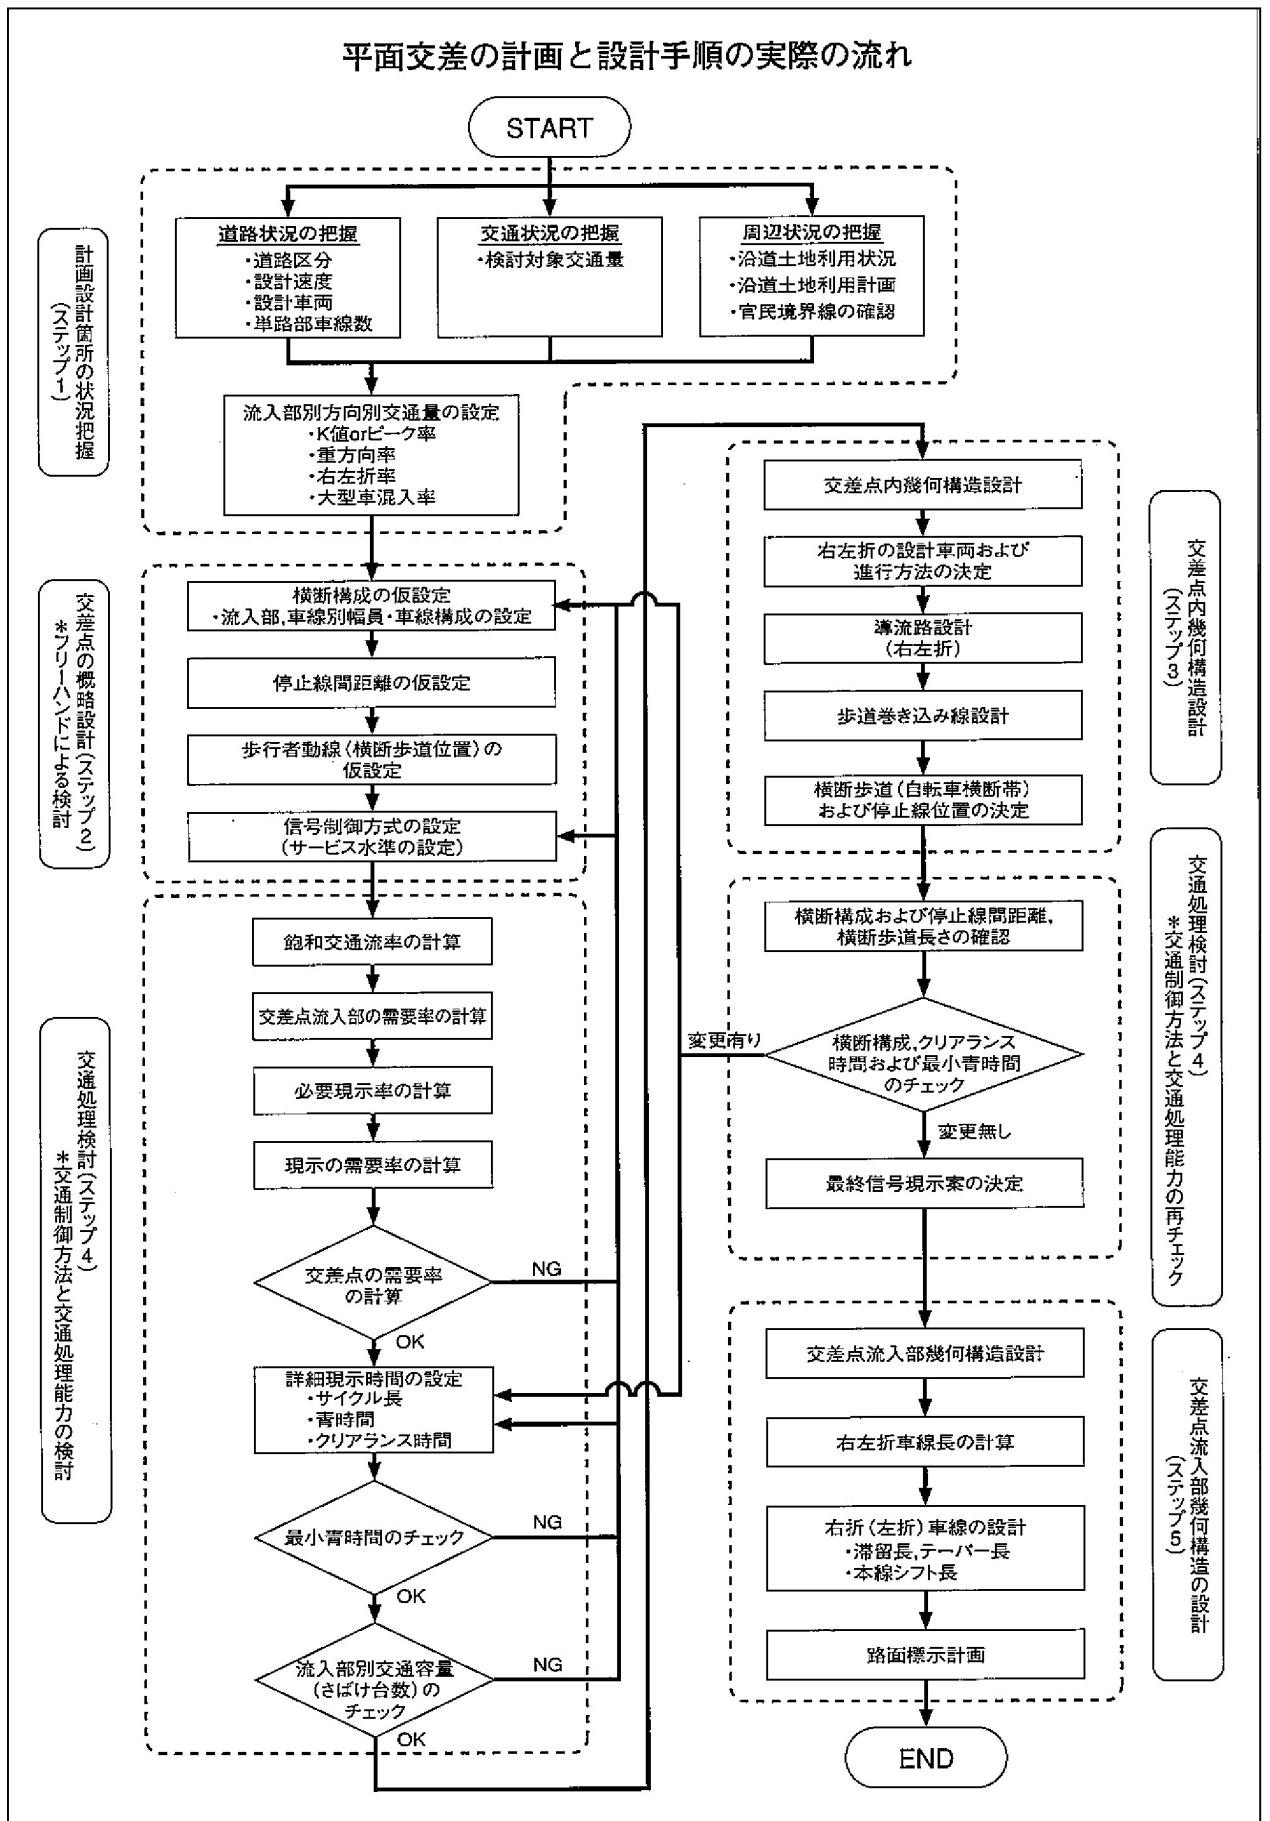 平面交差の計画と設計手順の実際の流れ
START
計画設計箇所の状況把握
(ステップ1)
道路状況の把握
・道路区分
・設計速度
・設計車両
・単路部車線数
交通状況の把握
・検討対象交通量
周辺状況の把握
・沿道土地利用状況
・沿道土地利用計画
・官民境界線の確認
流入部別方向別交通量の設定
・K値orピーク率
・重方向率
・右左折率
・大型車混入率
交差点の概略設計(ステップ2)
*フリーハンドによる検討
横断構成の仮設定
・流入部,車線別幅員・車線構成の設定
停止線間距離の仮設定
歩行者動線(横断歩道位置)の
仮設定
信号制御方式の設定
(サービス水準の設定)
交通処理検討(ステップ4)
*交通制御方法と交通処理能力の検討
飽和交通流率の計算
交差点流入部の需要率の計算
必要現示率の計算
現示の需要率の計算
交差点の需要率
の計算
NG
OK
詳細現示時間の設定
・サイクル長
・青時間
・クリアランス時間
最小青時間のチェック
NG
OK
流入部別交通容量
(さばけ台数)の
チェック
NG
OK
交差点内幾何構造設計
(ステップ3)
交差点内幾何構造設計
右左折の設計車両および
進行方法の決定
導流路設計
(右左折)
歩道巻き込み線設計
横断歩道(自転車横断帯)
および停止線位置の決定
交通処理検討(ステップ4)
*交通制御方法と交通処理能力の再チェック
横断構成および停止線間距離,
横断歩道長さの確認
横断構成,クリアランス
時間および最小青時間
のチェック
変更有り
変更無し
最終信号現示案の決定
交差点流入部幾何構造の設計
(ステップ5)
交差点流入部幾何構造設計
右左折車線長の計算
右折(左折)車線の設計
・滞留長,テーパー長
・本線シフト長
路面標示計画
END